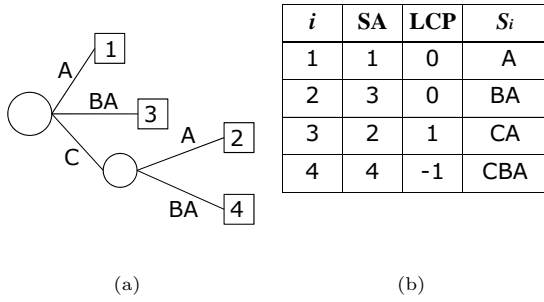 A
1
BA
3
C
A
2
BA
4
(a)
i SA LCP Si
1 1 0 A
2 3 0 BA
3 2 1 CA
4 4 -1 CBA
(b)